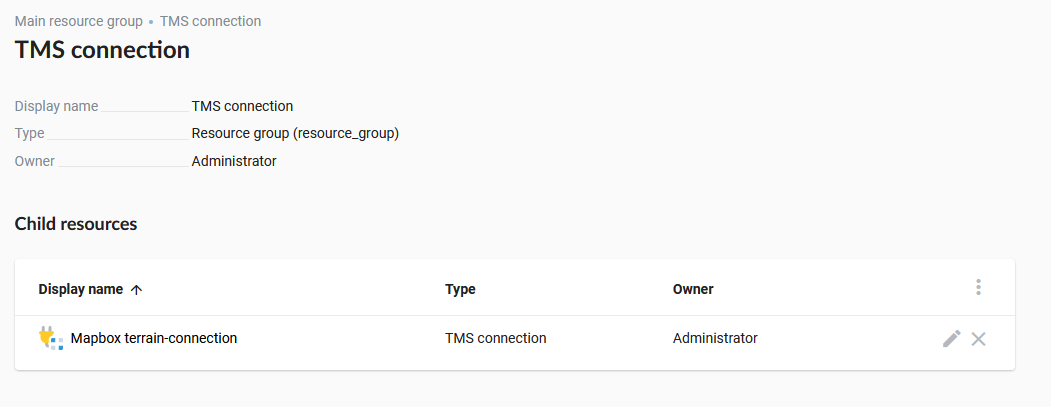 Main resource group • TMS connection
TMS connection
Display name TMS connection
Type Resource group (resource_group)
Owner Administrator
Child resources
Display name ↑ Type Owner
Mapbox terrain-connection TMS connection Administrator